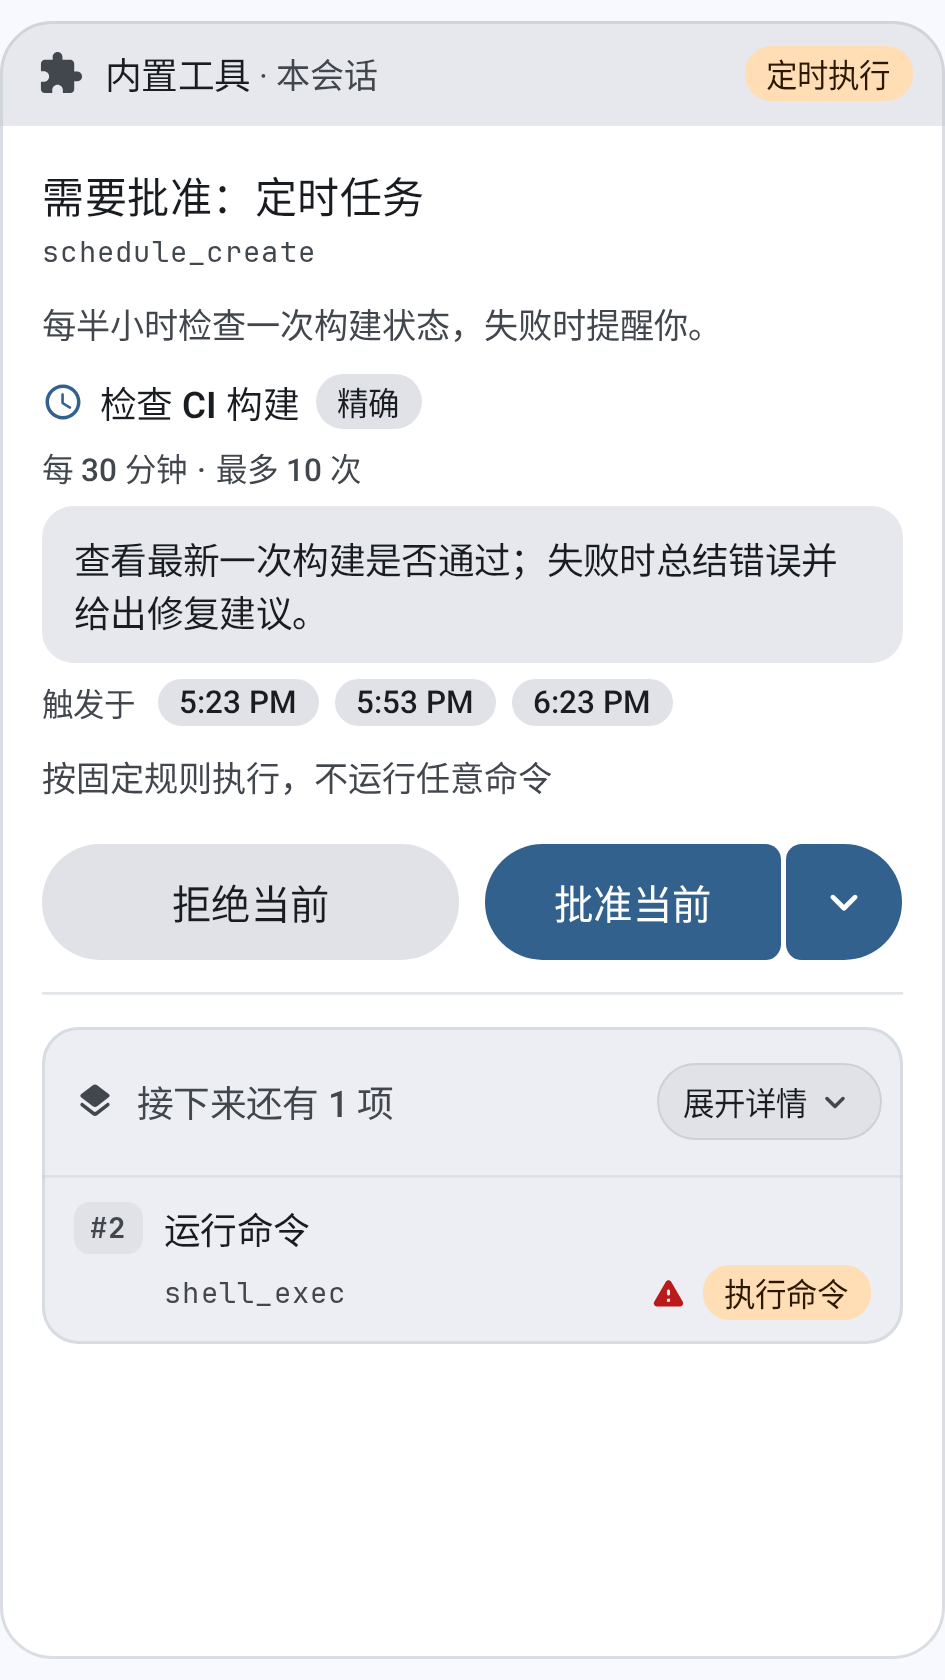 内置工具 · 本会话
定时执行
需要批准：定时任务
schedule_create
每半小时检查一次构建状态，失败时提醒你。
检查 CI 构建 精确
每 30 分钟 · 最多 10 次
查看最新一次构建是否通过；失败时总结错误并
给出修复建议。
触发于 5:23 PM 5:53 PM 6:23 PM
按固定规则执行，不运行任意命令
拒绝当前
批准当前
接下来还有 1 项
展开详情
#2 运行命令
shell_exec
执行命令